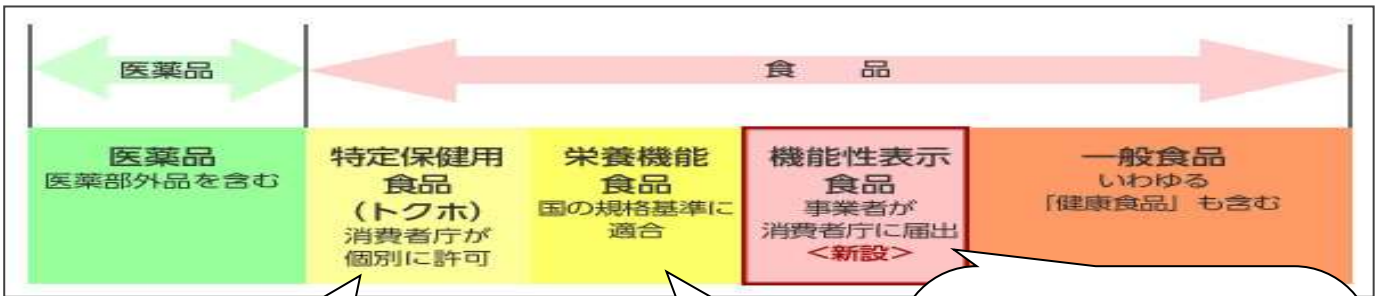 医薬品
食 品
医薬品
医薬部外品を含む
特定保健用
食品
(トクホ)
消費者庁が
個別に許可
栄養機能
食品
国の規格基準に
適合
機能性表示
食品
事業者が
消費者庁に届出
<新設>
一般食品
いわゆる
「健康食品」も含む